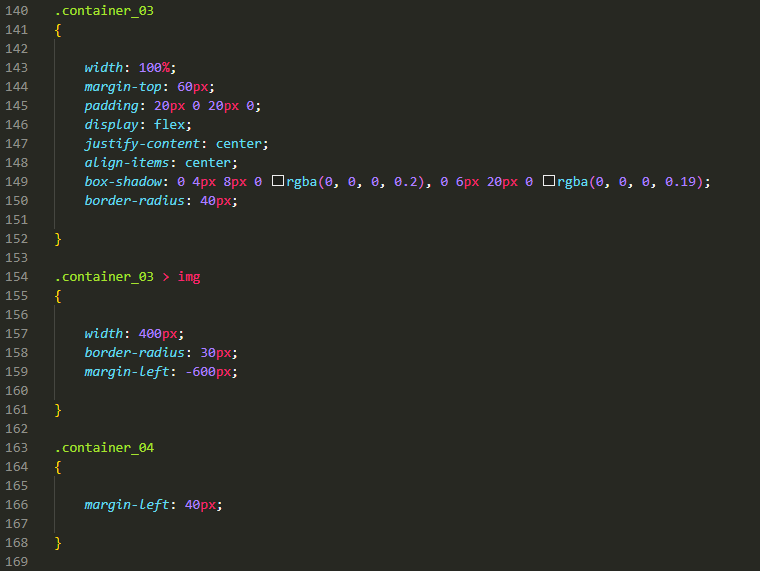 140 .container_03
141 {
142
143 width: 100%;
144 margin-top: 60px;
145 padding: 20px 0 20px 0;
146 display: flex;
147 justify-content: center;
148 align-items: center;
149 box-shadow: 0 4px 8px 0 rgba(0, 0, 0, 0.2), 0 6px 20px 0 rgba(0, 0, 0, 0.19);
150 border-radius: 40px;
151
152 }
153
154 .container_03 > img
155 {
156
157 width: 400px;
158 border-radius: 30px;
159 margin-left: -600px;
160
161 }
162
163 .container_04
164 {
165
166 margin-left: 40px;
167
168 }
169